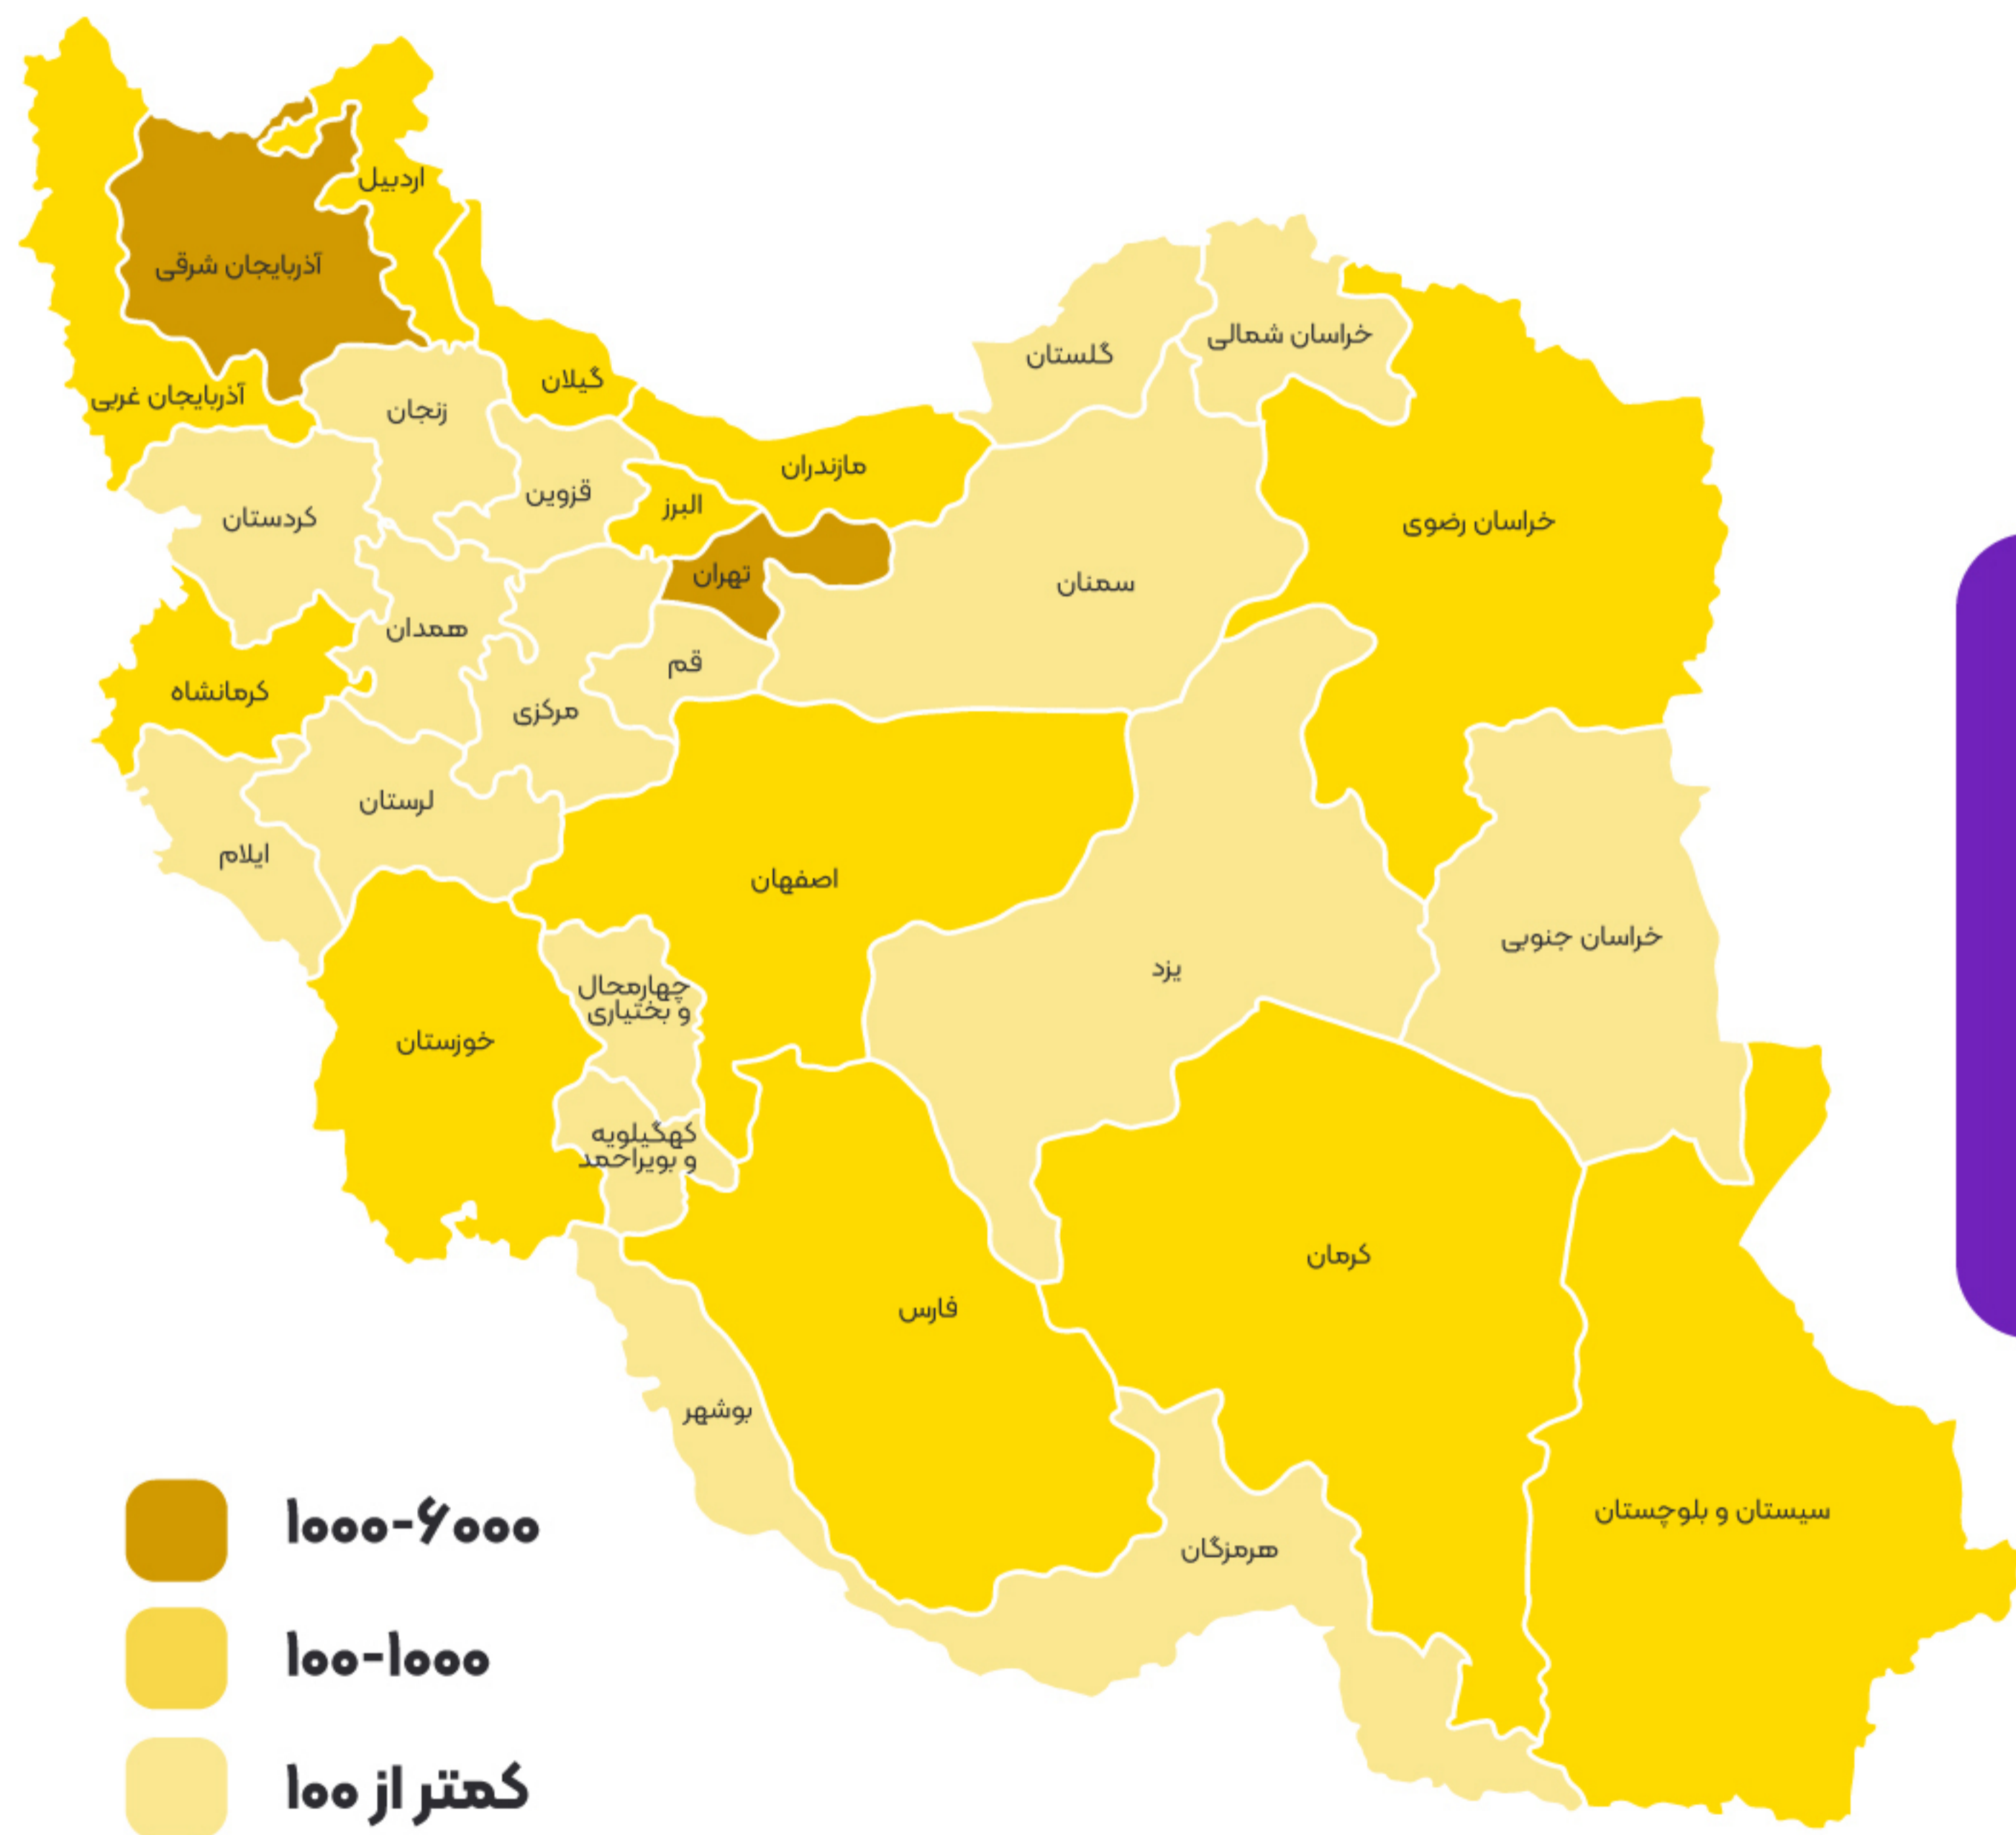 اردبیل
آذربایجان شرقی
خراسان شمالی
گلستان
گیلان
آذربایجان غربی
زنجان
مازندران
قزوین
البرز
کردستان
خراسان رضوی
تهران
سمنان
همدان
قم
کرمانشاه
مرکزی
لرستان
ایلام
اصفهان
خراسان جنوبی
یزد
چهارمحال
و بختیاری
خوزستان
کهگیلویه
و بویراحمد
کرمان
فارس
بوشهر
سیستان و بلوچستان
هرمزگان
۱۰۰۰-۶۰۰۰
۱۰۰-۱۰۰۰
کمتر از ۱۰۰